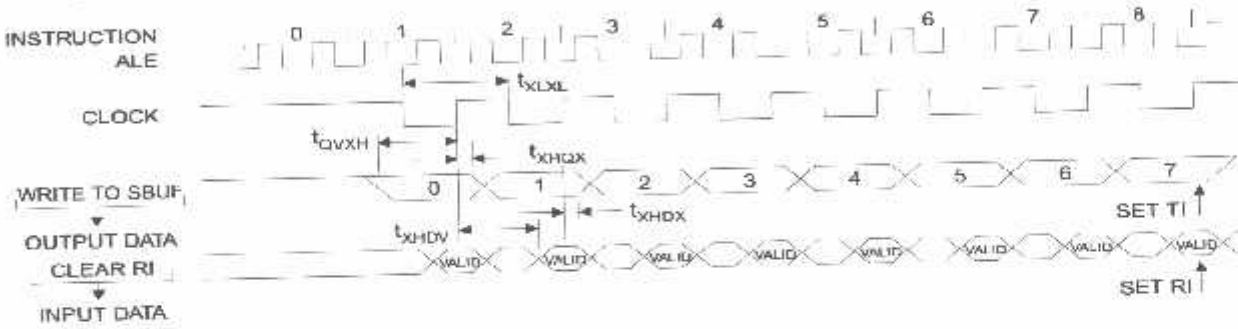 INSTRUCTION
0 1 2 3 4 5 6 7 8
ALE
tXLXL
CLOCK
tQVXH
tXHQX
WRITE TO SBUF
0 1 2 3 4 5 6 7
tXHDV
tXHDX
SET TI
OUTPUT DATA
VALID VALID VALID VALID VALID VALID VALID VALID
CLEAR RI
SET RI
INPUT DATA